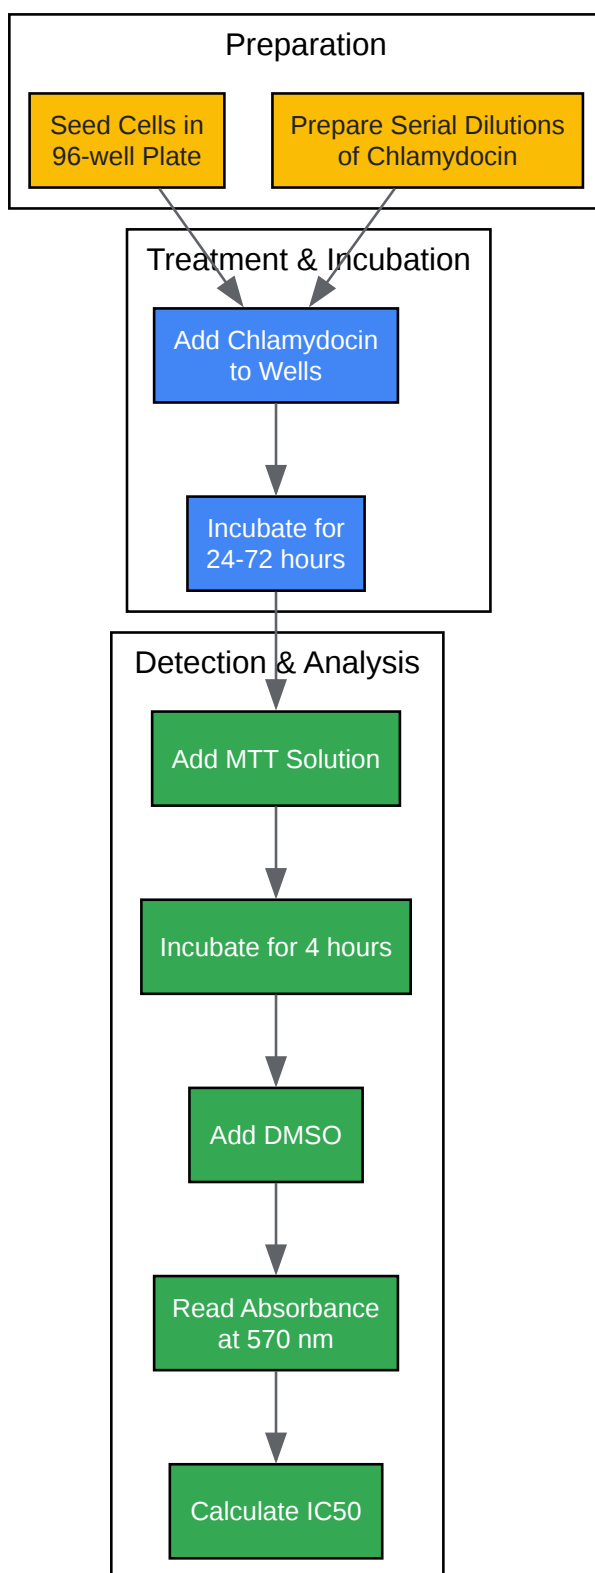 Preparation
Seed Cells in
96-well Plate
Prepare Serial Dilutions
of Chlamydocin
Treatment & Incubation
Add Chlamydocin
to Wells
Incubate for
24-72 hours
Detection & Analysis
Add MTT Solution
Incubate for 4 hours
Add DMSO
Read Absorbance
at 570 nm
Calculate IC50